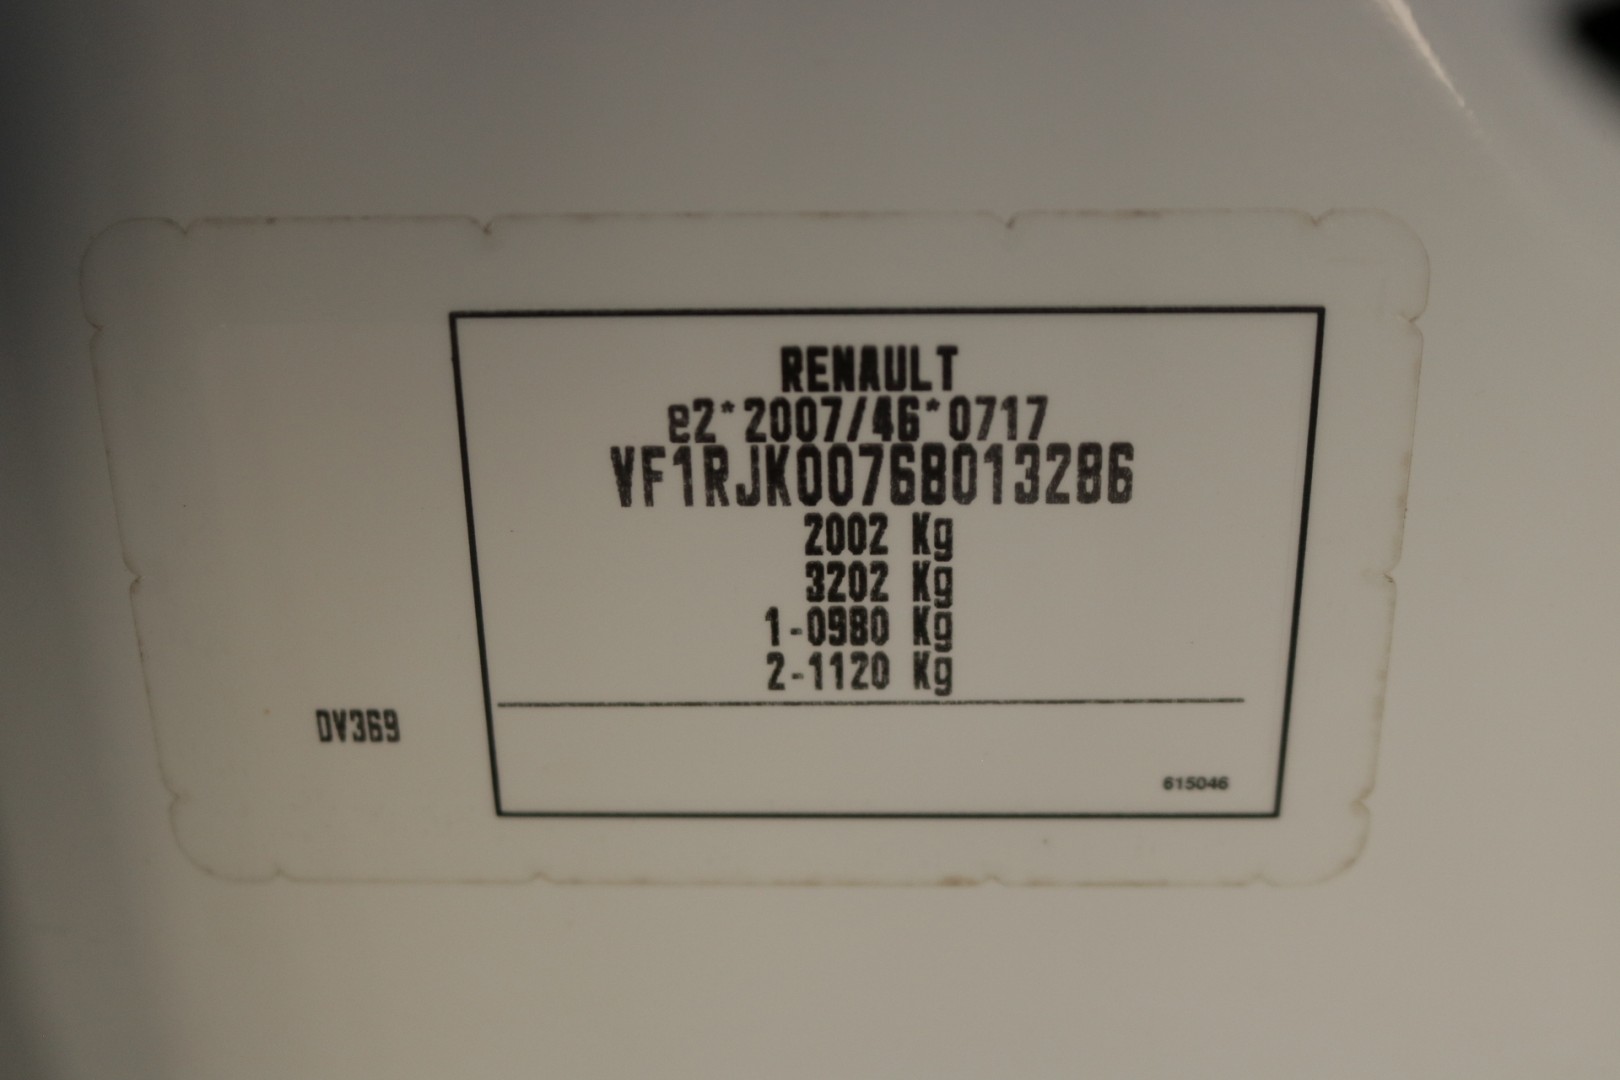 RENAULT
e2*2007/46*0717
VF1RJK00768013286
2002 Kg
3202 Kg
1-0980 Kg
2-1120 Kg
DV369
615046